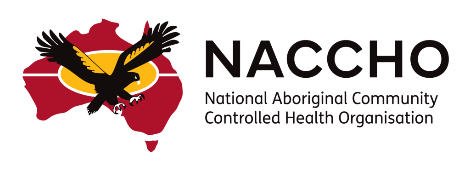 NACCHO
National Aboriginal Community
Controlled Health Organisation